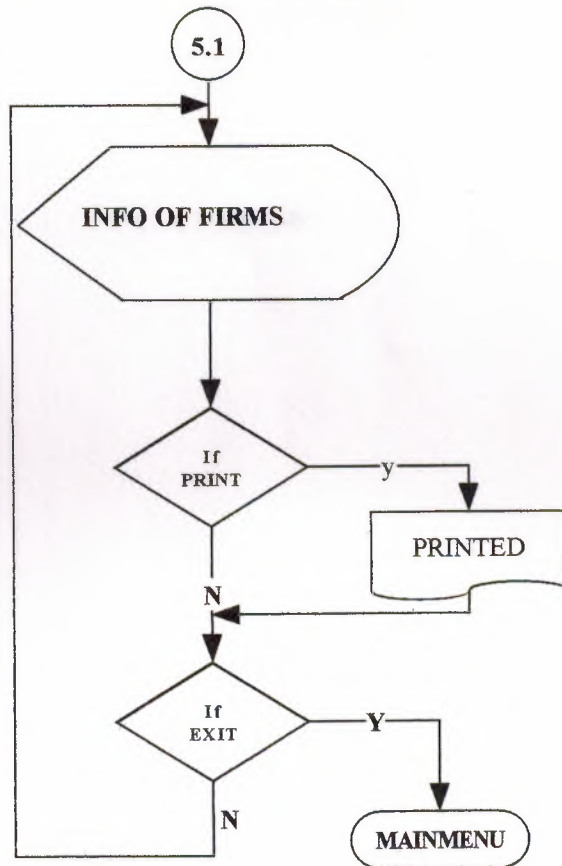 5.1
INFO OF FIRMS
If
PRINT
y
PRINTED
N
If
EXIT
Y
N
MAINMENU